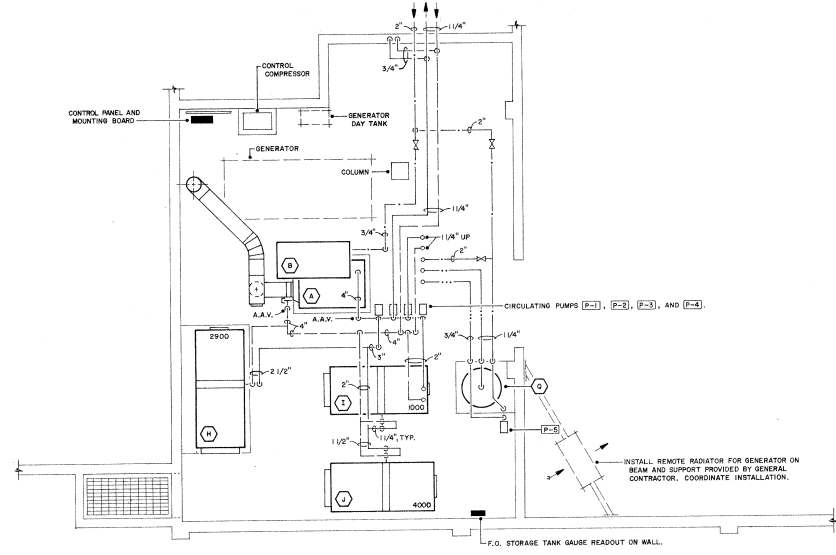 2"
1 1/4"
3/4"
CONTROL
COMPRESSOR
CONTROL PANEL AND
MOUNTING BOARD
GENERATOR
DAY TANK
2"
GENERATOR
COLUMN
1 1/4"
3/4"
1 1/4" UP
2"
B
A
4"
CIRCULATING PUMPS P-1 , P-2 , P-3 , AND P-4 .
A.A.V.
A.A.V.
4"
4"
2900
3"
3/4"
1 1/4"
2 1/2"
2"
2"
I
1000
Q
H
P-5
1 1/4", TYP.
1 1/2"
INSTALL REMOTE RADIATOR FOR GENERATOR ON
BEAM AND SUPPORT PROVIDED BY GENERAL
CONTRACTOR. COORDINATE INSTALLATION.
J
4000
F.O. STORAGE TANK GAUGE READOUT ON WALL.